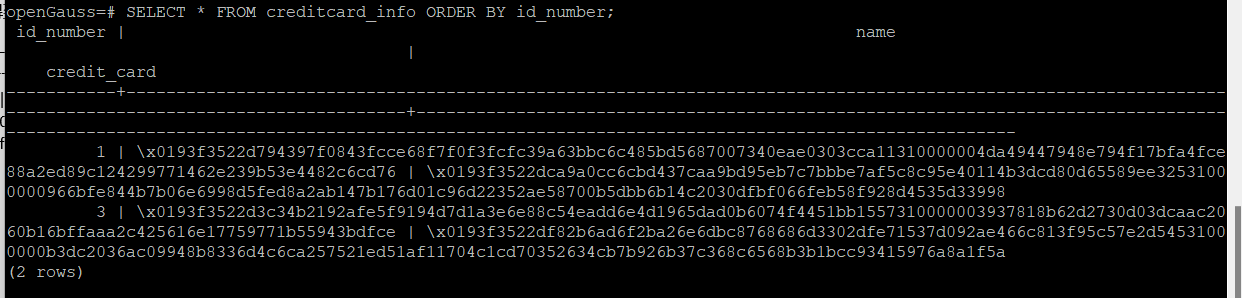 openGauss=# SELECT * FROM creditcard_info ORDER BY id_number;
 id_number |                                                                           name
                                         |
    credit_card
-----------+---------------------------------------------------------------------------------------------------------------
-----------------------------------------+----------------------------------------------------------------------------------
------------------------------------------------------------------------------------------------------
         1 | \x0193f3522d794397f0843fcce68f7f0f3fcfc39a63bbc6c485bd5687007340eae0303cca11310000004da49447948e794f17bfa4fce
88a2ed89c124299771462e239b53e4482c6cd76 | \x0193f3522dca9a0cc6cbd437caa9bd95eb7c7bbbe7af5c8c95e40114b3dcd80d65589ee3253100
0000966bfe844b7b06e6998d5fed8a2ab147b176d01c96d22352ae58700b5dbb6b14c2030dfbf066feb58f928d4535d33998
         3 | \x0193f3522d3c34b2192afe5f9194d7d1a3e6e88c54eadd6e4d1965dad0b6074f4451bb1557310000003937818b62d2730d03dcaac20
60b16bffaaa2c425616e17759771b55943bdfce | \x0193f3522df82b6ad6f2ba26e6dbc8768686d3302dfe71537d092ae466c813f95c57e2d5453100
0000b3dc2036ac09948b8336d4c6ca257521ed51af11704c1cd70352634cb7b926b37c368c6568b3b1bcc93415976a8a1f5a
(2 rows)